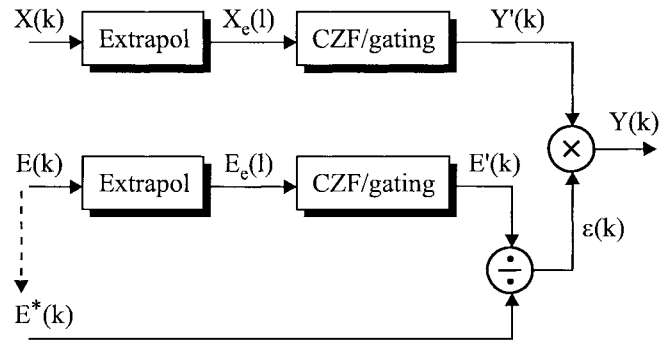 X(k) Extrapol X_e(l) CZF/gating Y'(k)
× Y(k)
E(k) Extrapol E_e(l) CZF/gating E'(k)
÷ ε(k)
E*(k)